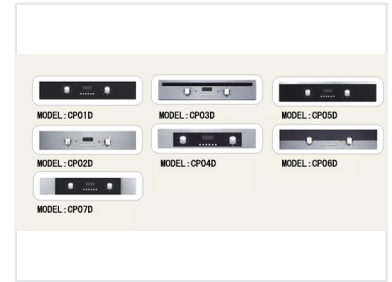 MODEL : CP01D
MODEL : CP03D
MODEL : CP05D
MODEL : CP02D
MODEL : CP04D
MODEL : CP06D
MODEL : CP07D